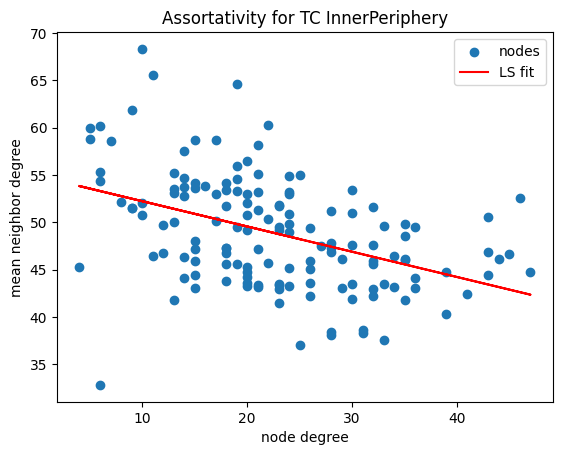 Assortativity for TC InnerPeriphery
nodes
LS fit
mean neighbor degree
70
65
60
55
50
45
40
35
10
20
30
40
node degree